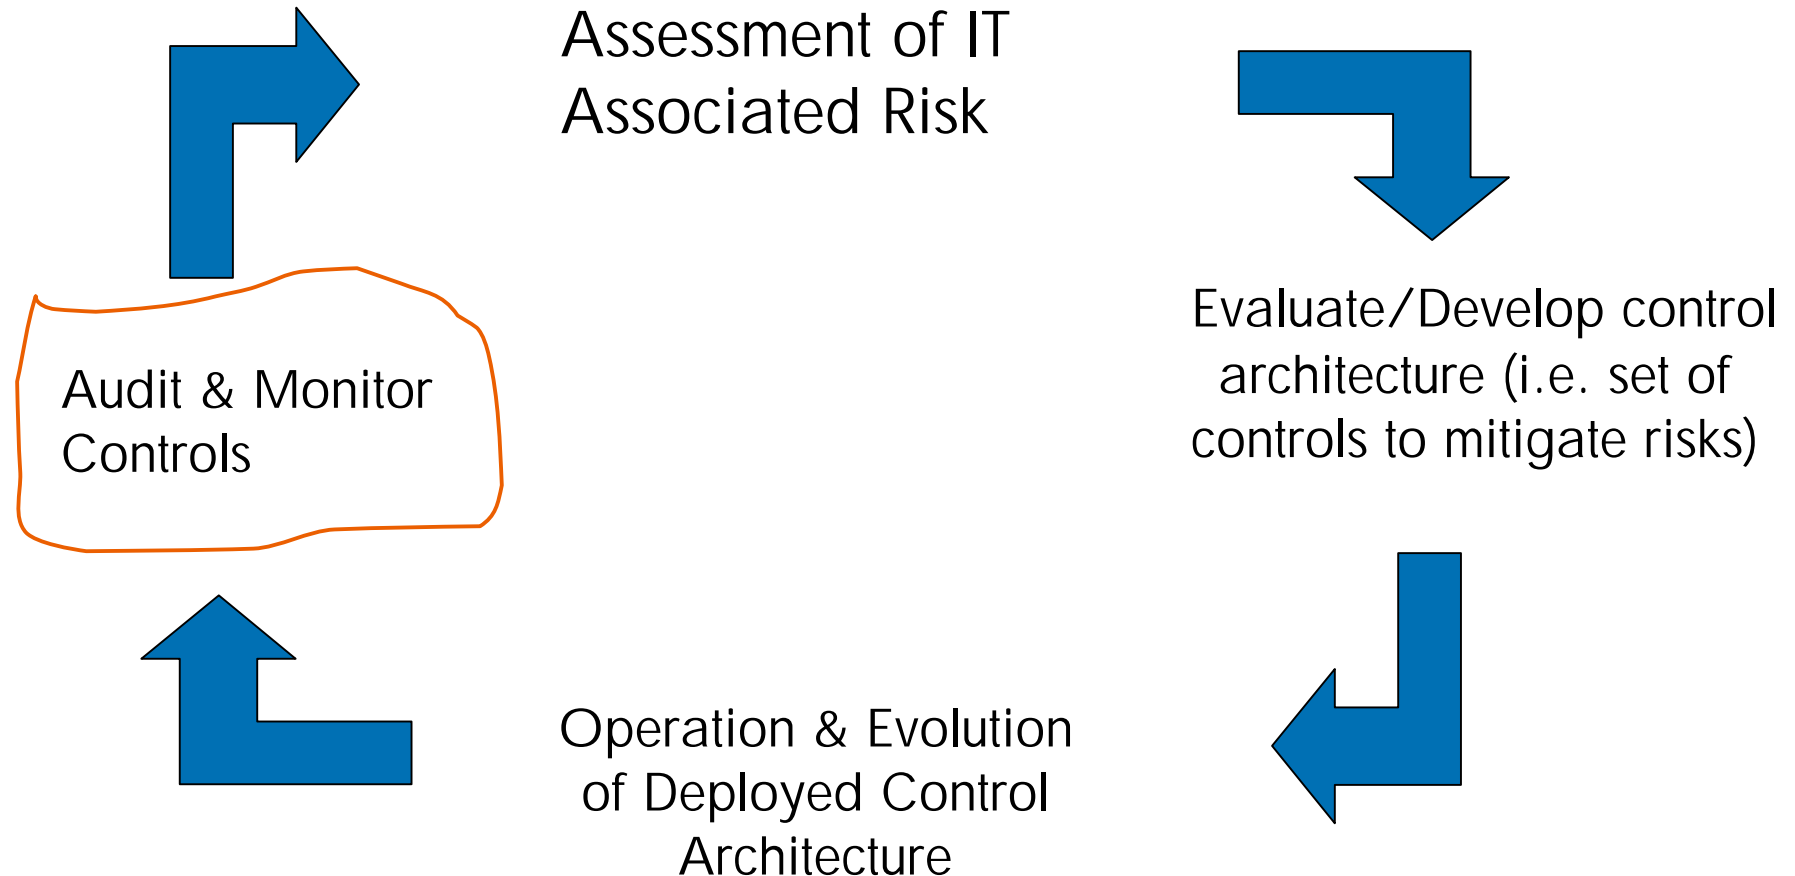 Assessment of IT
Associated Risk
Evaluate/Develop control
architecture (i.e. set of
controls to mitigate risks)
Audit & Monitor
Controls
Operation & Evolution
of Deployed Control
Architecture